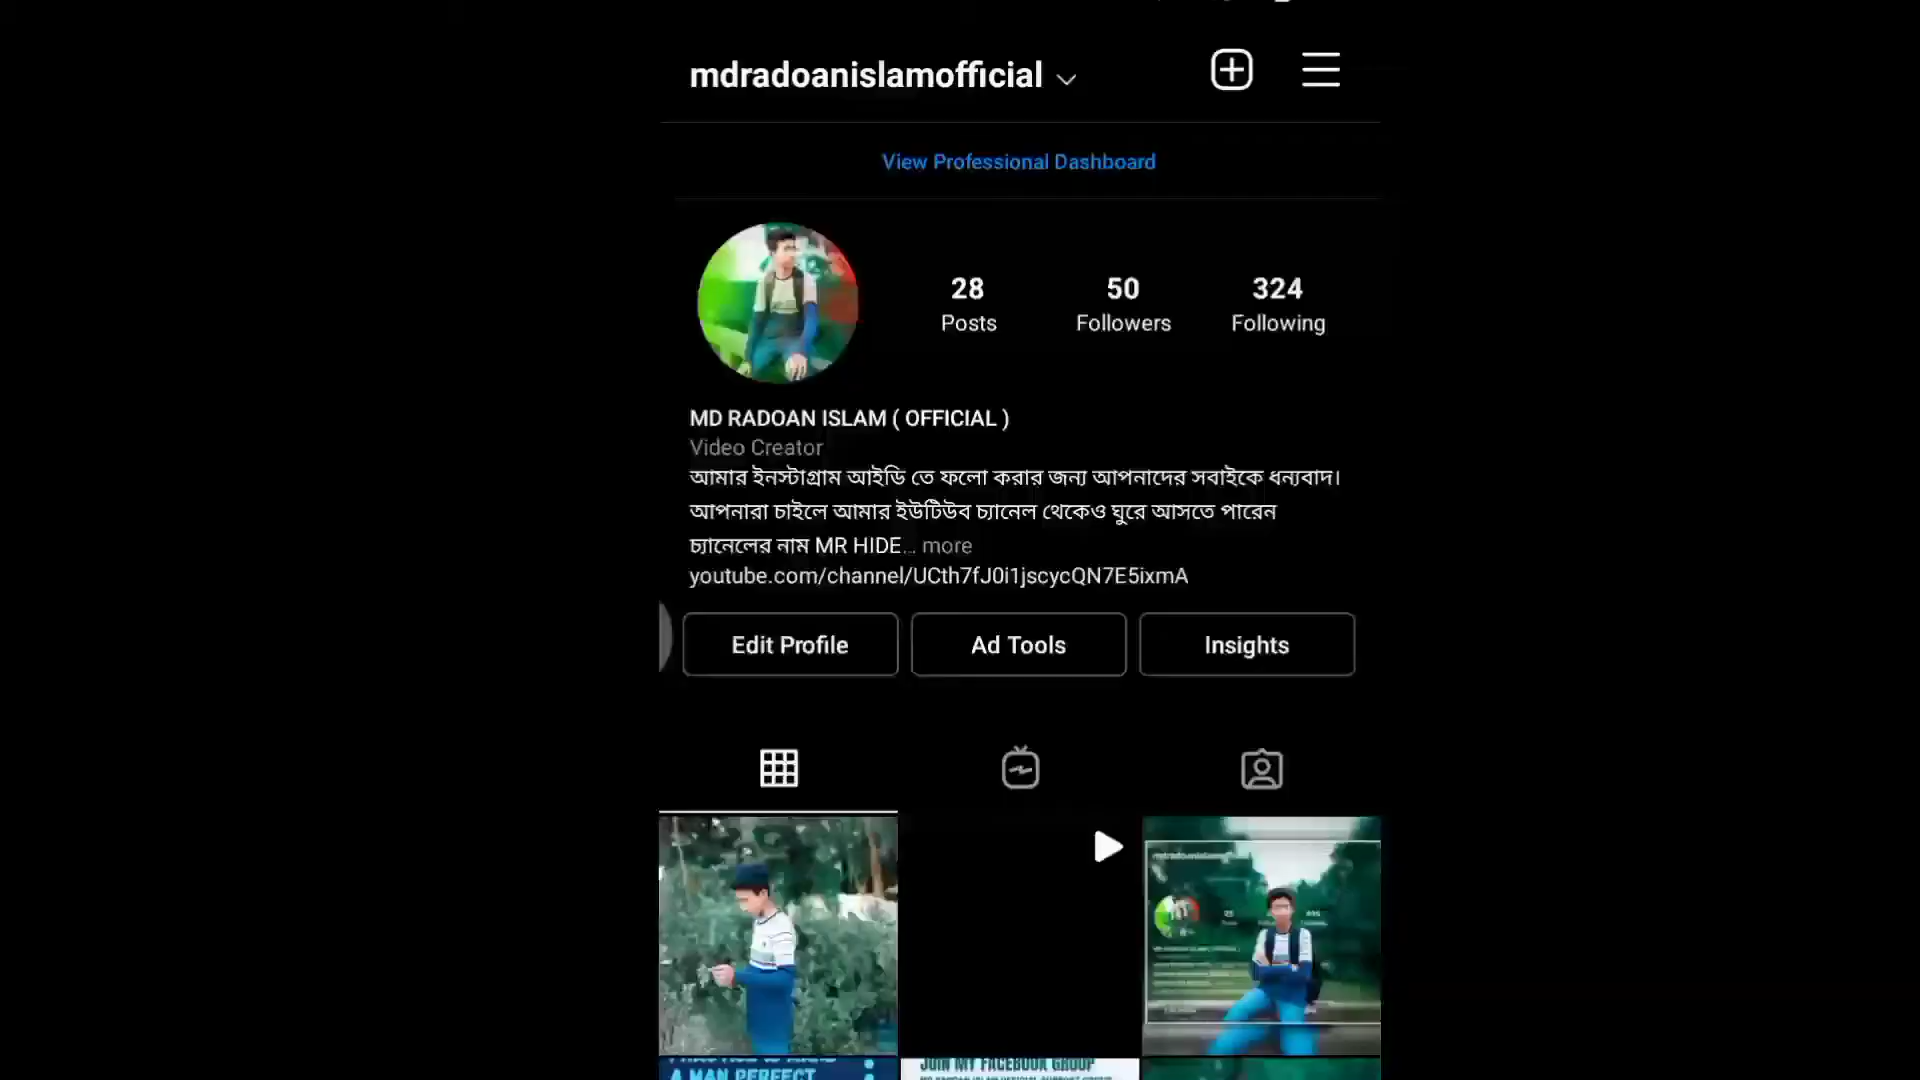 mdradoanislamofficial
View Professional Dashboard
28
Posts
50
Followers
324
Following
MD RADOAN ISLAM ( OFFICIAL )
Video Creator
আমার ইনস্টাগ্রাম আইডি তে ফলো করার জন্য আপনাদের সবাইকে ধন্যবাদ।
আপনারা চাইলে আমার ইউটিউব চ্যানেল থেকেও ঘুরে আসতে পারেন
চ্যানেলের নাম MR HIDE... more
youtube.com/channel/UCth7fJ0i1jscycQN7E5ixmA
Edit Profile
Ad Tools
Insights
A MAN PERFECT
JOIN MY FACEBOOK GROUP